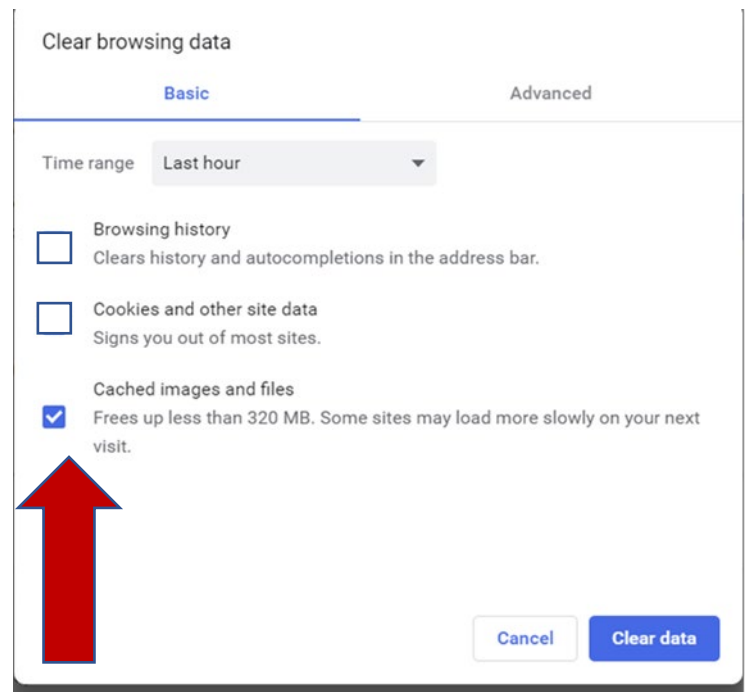 Clear browsing data
Basic
Advanced
Time range
Last hour
Browsing history
Clears history and autocompletions in the address bar.
Cookies and other site data
Signs you out of most sites.
Cached images and files
Frees up less than 320 MB. Some sites may load more slowly on your next
visit.
Cancel
Clear data